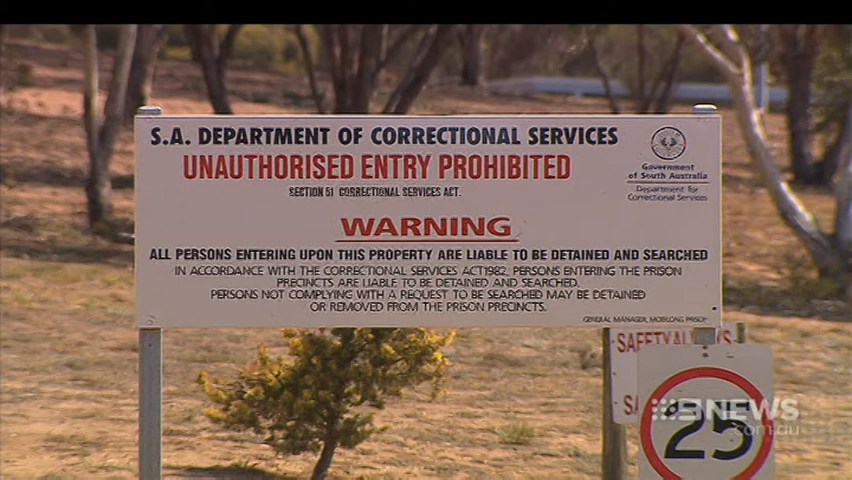 S.A. DEPARTMENT OF CORRECTIONAL SERVICES
UNAUTHORISED ENTRY PROHIBITED
SECTION 51 CORRECTIONAL SERVICES ACT.
Government
of South Australia
Department for
Correctional Services
WARNING
ALL PERSONS ENTERING UPON THIS PROPERTY ARE LIABLE TO BE DETAINED AND SEARCHED
IN ACCORDANCE WITH THE CORRECTIONAL SERVICES ACT 1982, PERSONS ENTERING THE PRISON
PRECINCTS ARE LIABLE TO BE DETAINED AND SEARCHED.
PERSONS NOT COMPLYING WITH A REQUEST TO BE SEARCHED MAY BE DETAINED
OR REMOVED FROM THE PRISON PRECINCTS.
GENERAL MANAGER, MOBILONG PRISON
SAFETY
25
9NEWS
.com.au